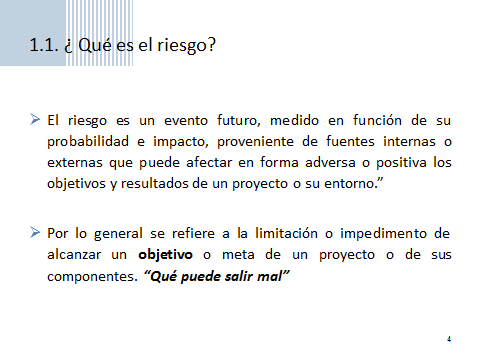 1.1. ¿ Qué es el riesgo?
El riesgo es un evento futuro, medido en función de su
probabilidad e impacto, proveniente de fuentes internas o
externas que puede afectar en forma adversa o positiva los
objetivos y resultados de un proyecto o su entorno.”
Por lo general se refiere a la limitación o impedimento de
alcanzar un objetivo o meta de un proyecto o de sus
componentes. “Qué puede salir mal”
4